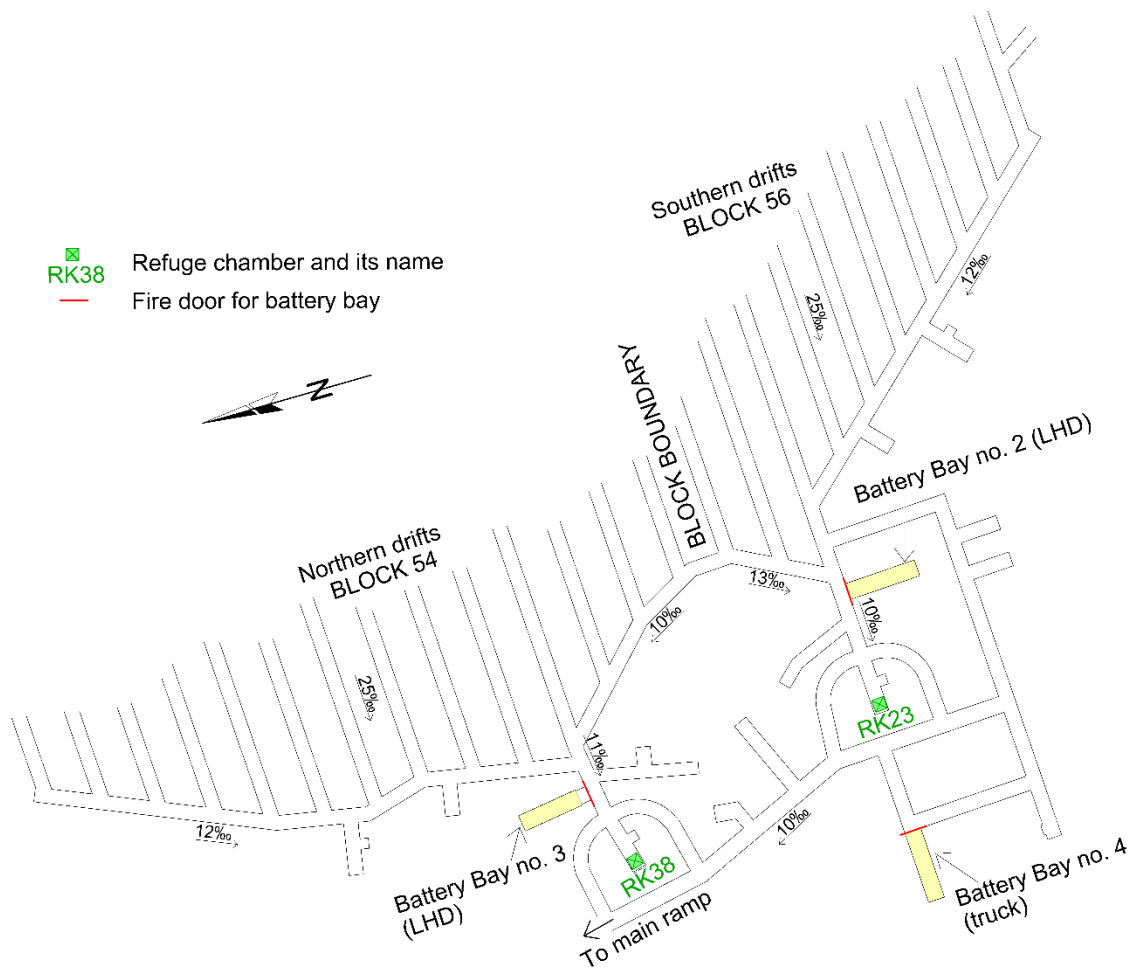 RK38
Refuge chamber and its name
Fire door for battery bay
N
Southern drifts
BLOCK 56
12‰
25‰
BLOCK BOUNDARY
Battery Bay no. 2 (LHD)
Northern drifts
BLOCK 54
13‰
10‰
10‰
25‰
RK23
11‰
12‰
10‰
Battery Bay no. 3
(LHD)
RK38
To main ramp
Battery Bay no. 4
(truck)